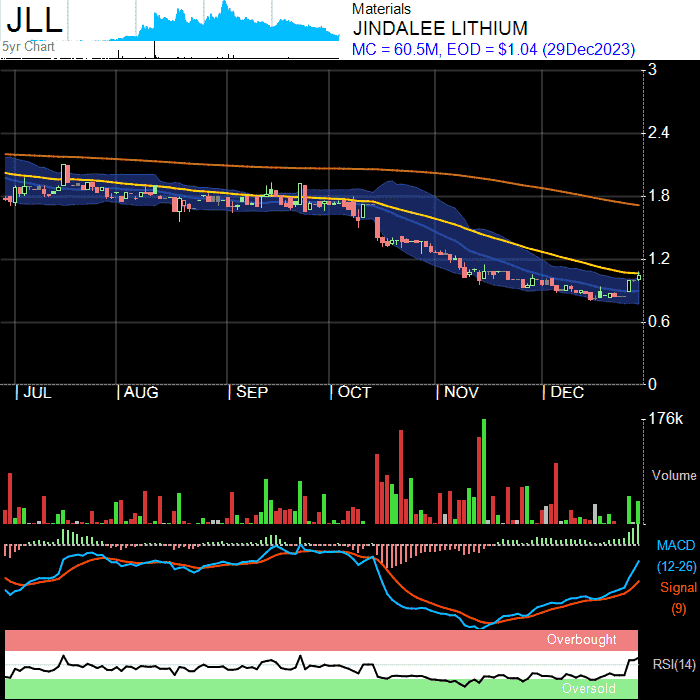 JLL
5yr Chart
Materials
JINDALEE LITHIUM
MC = 60.5M, EOD = $1.04 (29Dec2023)
3
2.4
1.8
1.2
0.6
0
JUL AUG SEP OCT NOV DEC
176k
Volume
MACD
(12-26)
Signal
(9)
Overbought
RSI(14)
Oversold